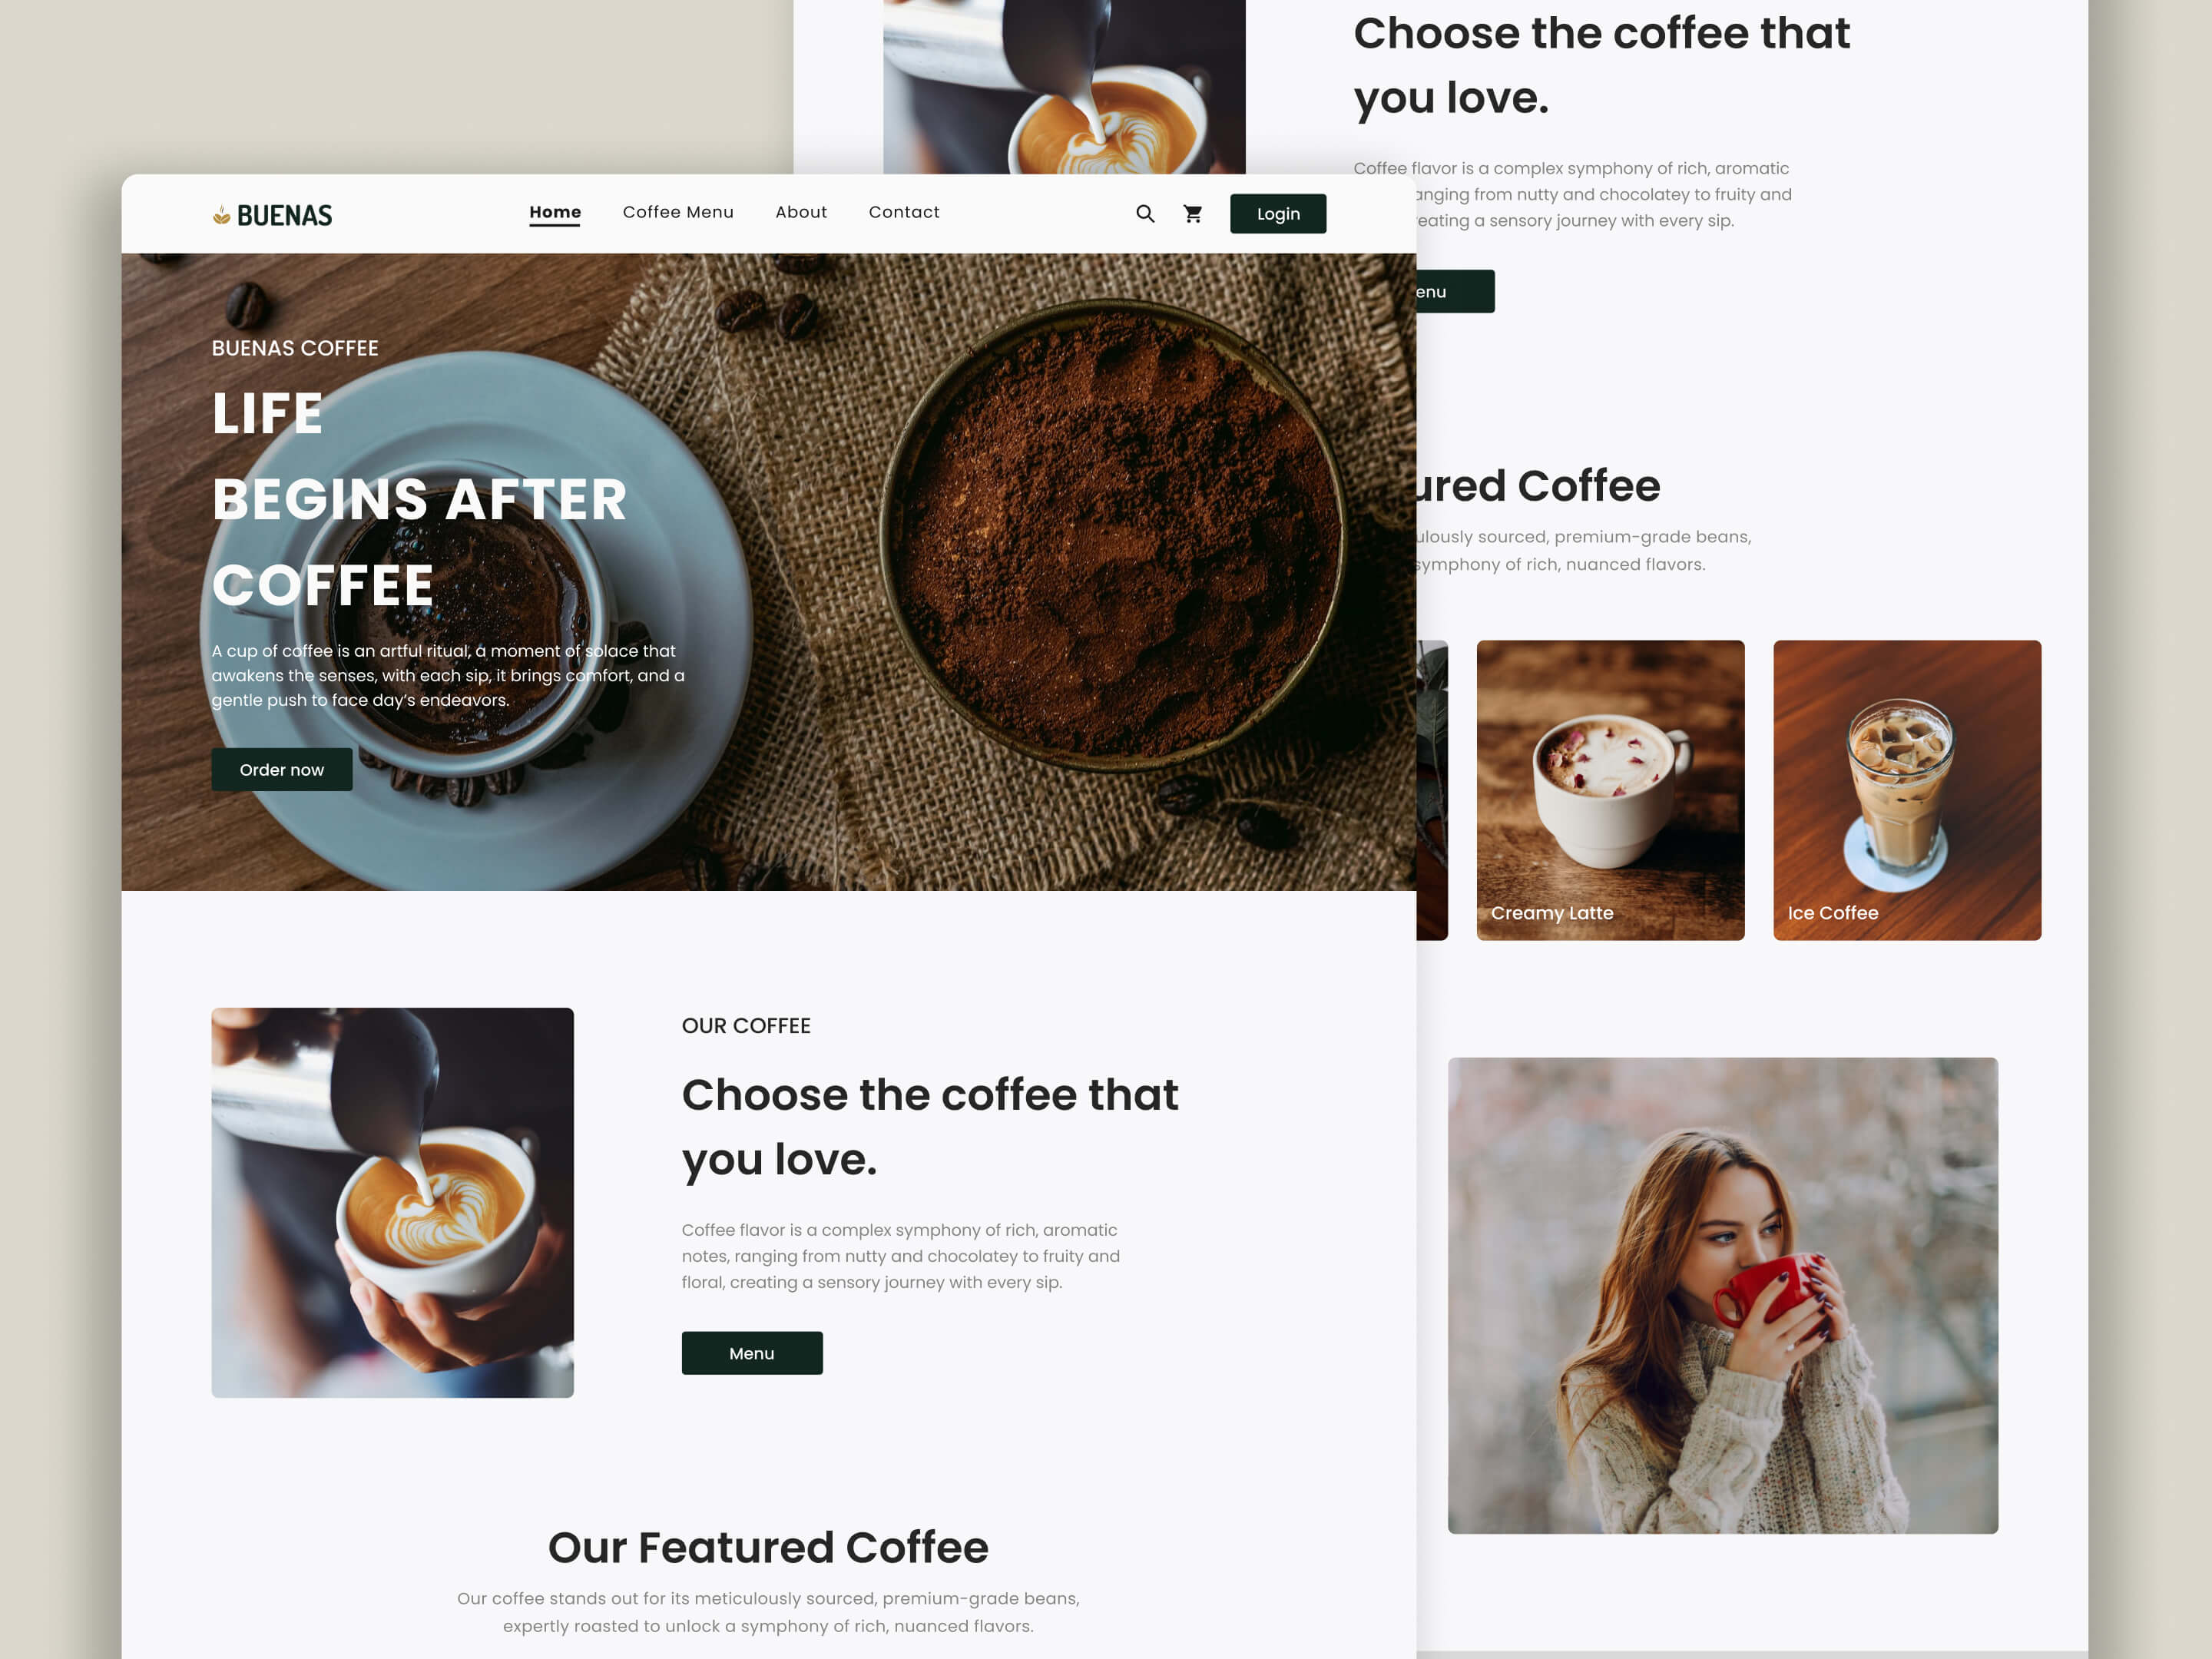 BUENAS
Home
Coffee Menu
About
Contact
Login
BUENAS COFFEE
LIFE
BEGINS AFTER
COFFEE
A cup of coffee is an artful ritual, a moment of solace that
awakens the senses, with each sip, it brings comfort, and a
gentle push to face day's endeavors.
Order now
OUR COFFEE
Choose the coffee that
you love.
Coffee flavor is a complex symphony of rich, aromatic
notes, ranging from nutty and chocolatey to fruity and
floral, creating a sensory journey with every sip.
Menu
Our Featured Coffee
Our coffee stands out for its meticulously sourced, premium-grade beans,
expertly roasted to unlock a symphony of rich, nuanced flavors.
Choose the coffee that
you love.
Coffee flavor is a complex symphony of rich, aromatic
anging from nutty and chocolatey to fruity and
eating a sensory journey with every sip.
enu
ured Coffee
ulously sourced, premium-grade beans,
symphony of rich, nuanced flavors.
Creamy Latte
Ice Coffee